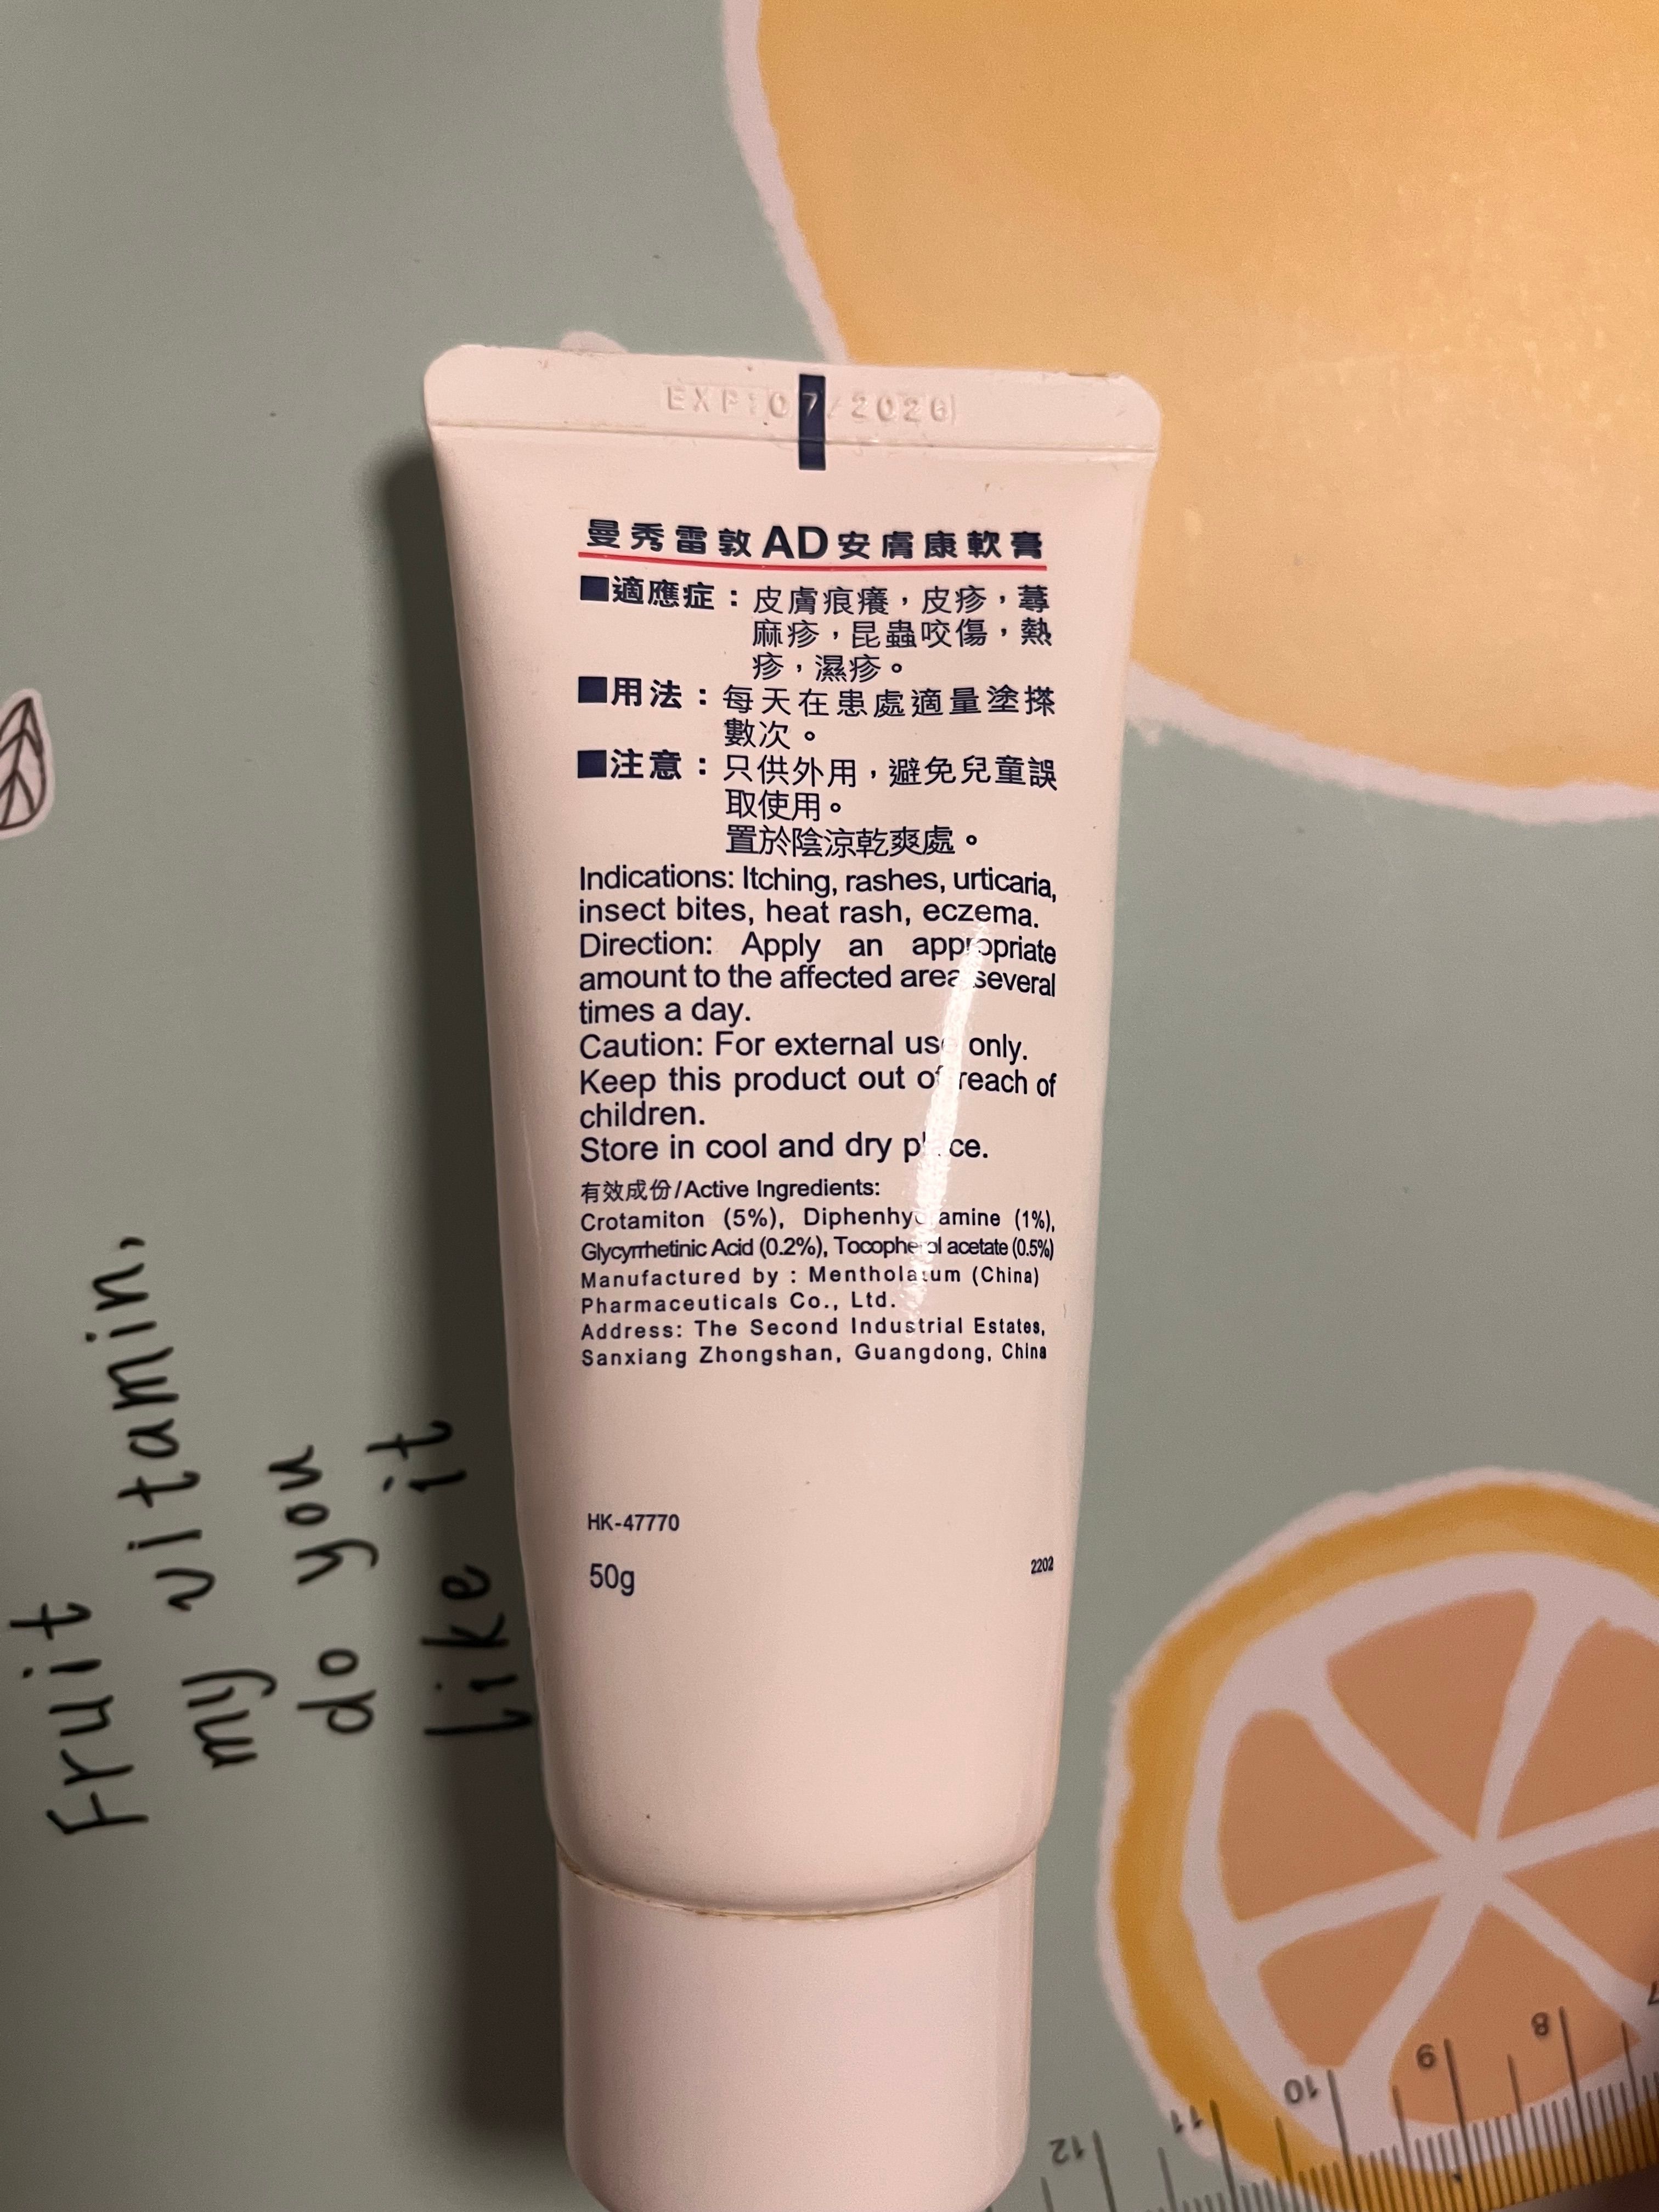 EXP:07/2026
曼秀雷敦AD安膚康軟膏
■適應症：皮膚痕癢，皮疹，蕁
麻疹，昆蟲咬傷，熱
疹，濕疹。
■用法：每天在患處適量塗搽
數次。
■注意：只供外用，避免兒童誤
取使用。
置於陰涼乾爽處。
Indications: Itching, rashes, urticaria,
insect bites, heat rash, eczema.
Direction: Apply an appropriate
amount to the affected area several
times a day.
Caution: For external use only.
Keep this product out of reach of
children.
Store in cool and dry place.
有效成份/Active Ingredients:
Crotamiton (5%), Diphenhydramine (1%),
Glycyrrhetinic Acid (0.2%), Tocopherol acetate (0.5%)
Manufactured by : Mentholatum (China)
Pharmaceuticals Co., Ltd.
Address: The Second Industrial Estates,
Sanxiang Zhongshan, Guangdong, China
HK-47770
50g
2202
Fruit vitamin,
my
do you
like it
12 11 10 9 8 7